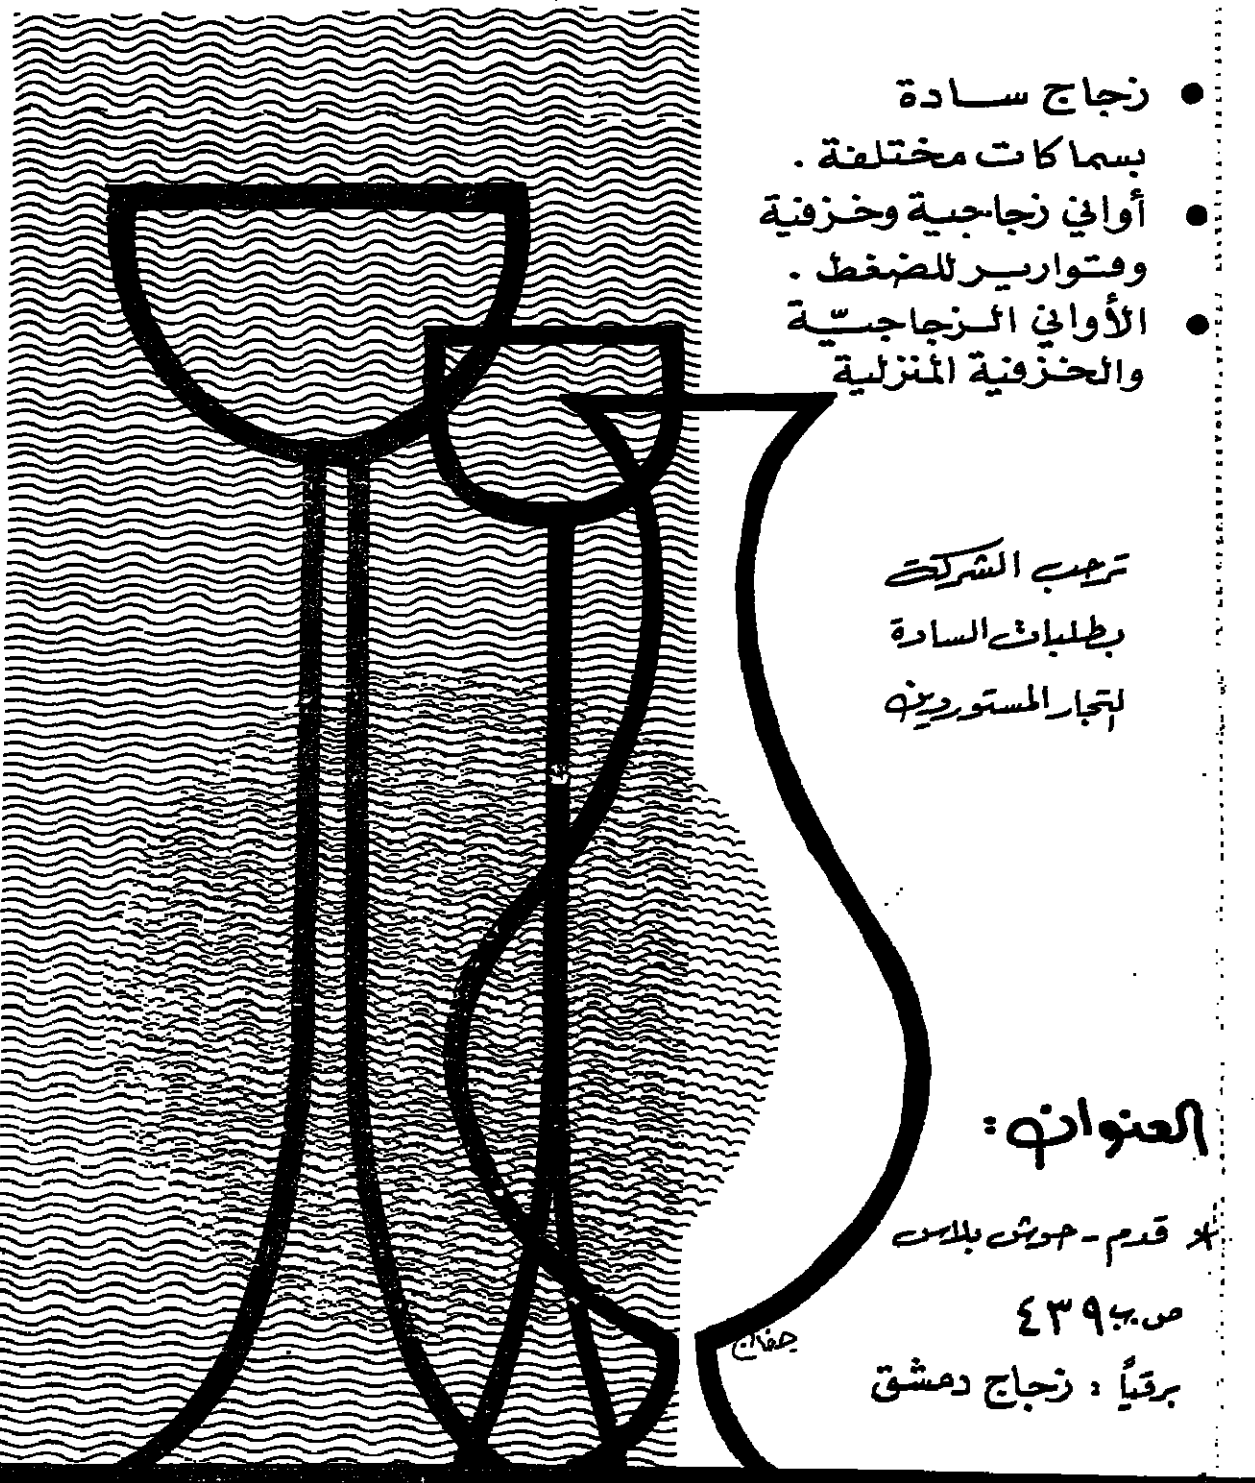 ● زجاج سادة
بسماكات مختلفة .
● أواني زجاجية وخزفية
وقوارير للضغط .
● الأواني الزجاجيّة
والخزفية المنزلية
ترحب الشركة
بطلبات السادة
لتجار المستوردين
العنوان :
* قدم - حوش بلاس
ص.ب ٤٣٩
برقياً : زجاج دمشق